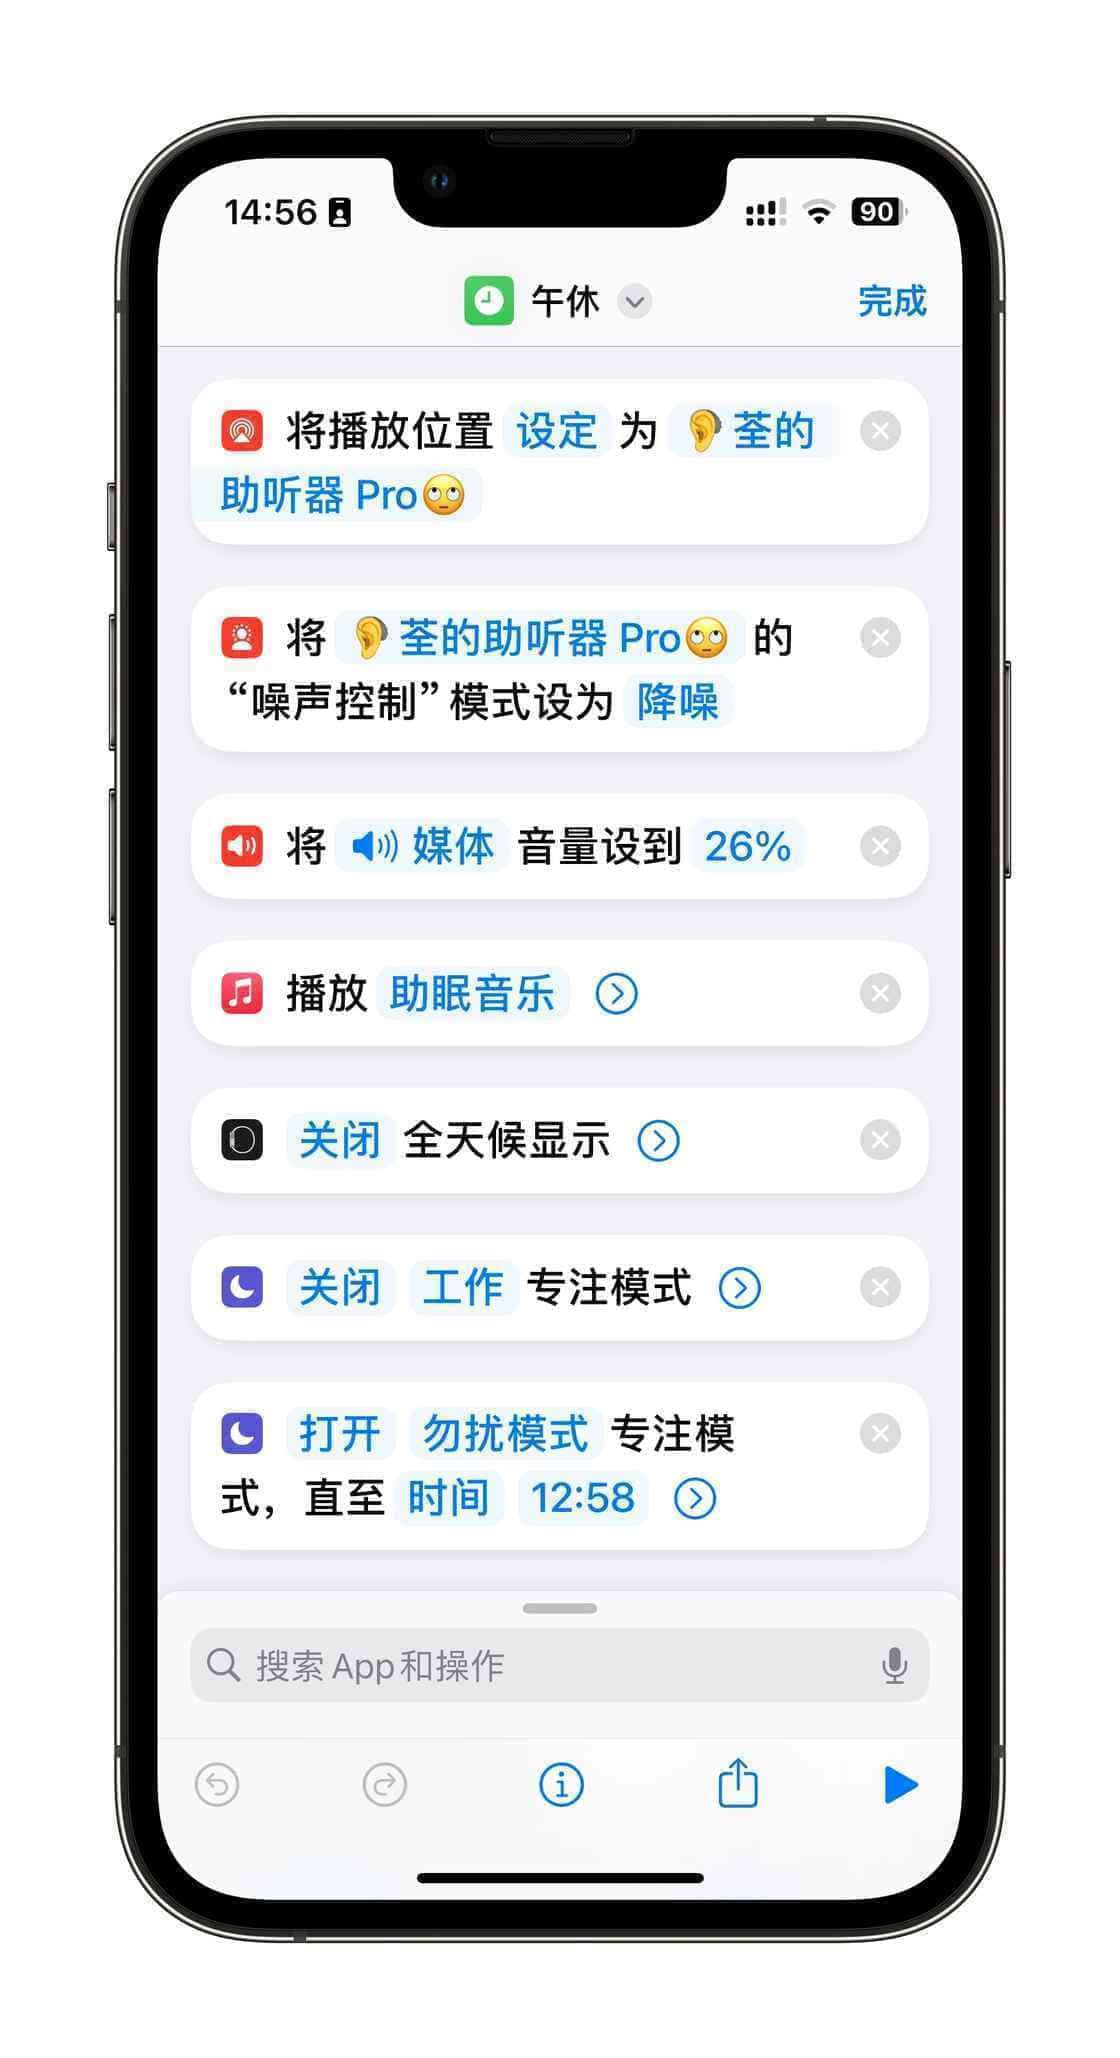 14:56
90
午休
完成
将播放位置 设定 为 👂荃的
助听器 Pro🙄
将 👂荃的助听器 Pro🙄 的
“噪声控制”模式设为 降噪
将 媒体 音量设到 26%
播放 助眠音乐
关闭 全天候显示
关闭 工作 专注模式
打开 勿扰模式 专注模
式，直至 时间 12:58
搜索 App 和操作